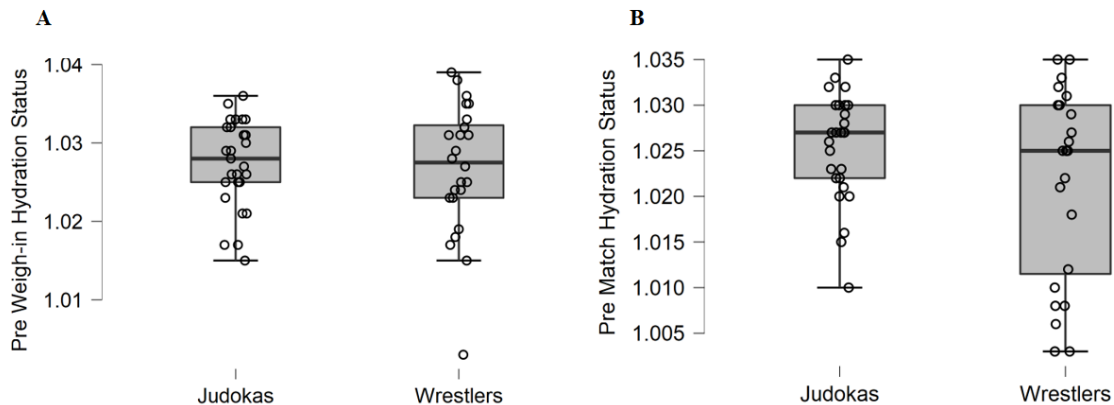 A
Pre Weigh-in Hydration Status
1.04
1.03
1.02
1.01
Judokas
Wrestlers
B
Pre Match Hydration Status
1.035
1.030
1.025
1.020
1.015
1.010
1.005
Judokas
Wrestlers